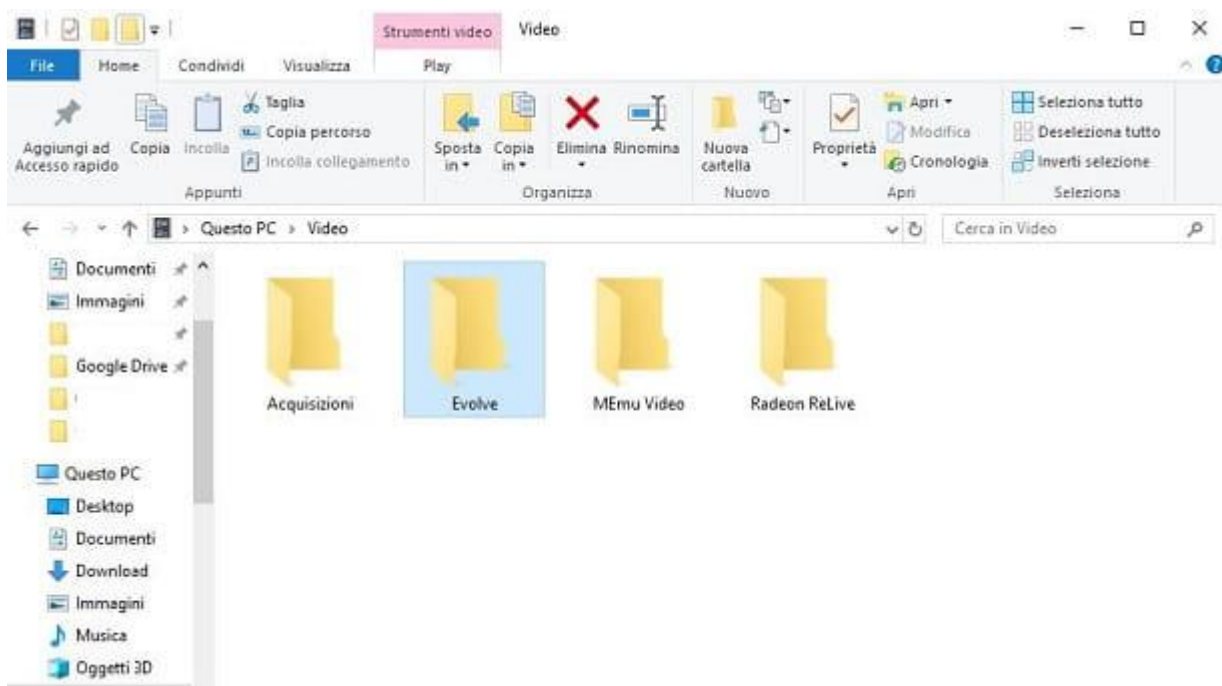 Strumenti video Video
File Home Condividi Visualizza Play
Aggiungi ad Accesso rapido
Copia
Incolla
Taglia
Copia percorso
Incolla collegamento
Appunti
Sposta in
Copia in
Elimina
Rinomina
Organizza
Nuova cartella
Nuovo
Proprietà
Apri
Modifica
Cronologia
Apri
Seleziona tutto
Deseleziona tutto
Inverti selezione
Seleziona
Questo PC > Video
Cerca in Video
Documenti
Immagini
Google Drive
Questo PC
Desktop
Documenti
Download
Immagini
Musica
Oggetti 3D
Acquisizioni
Evolve
MEmu Video
Radeon ReLive